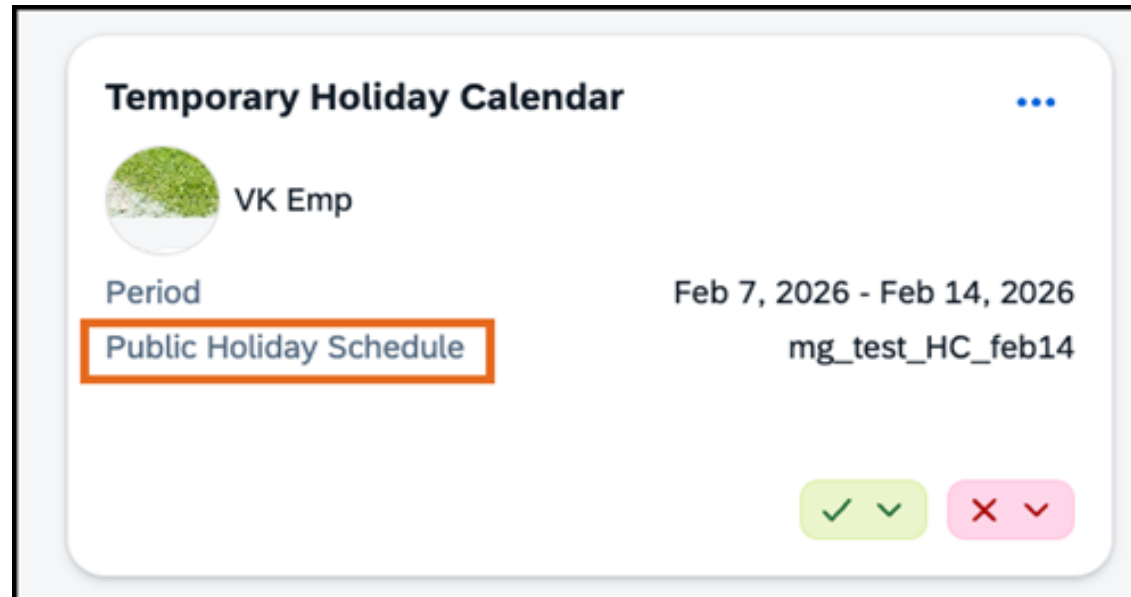 Temporary Holiday Calendar
VK Emp
Period Feb 7, 2026 - Feb 14, 2026
Public Holiday Schedule mg_test_HC_feb14